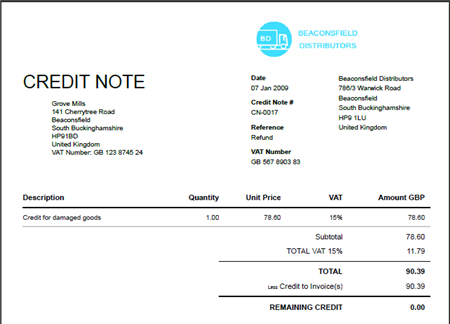 BD
BEACONSFIELD
DISTRIBUTORS
CREDIT NOTE
Grove Mills
141 Cherrytree Road
Beaconsfield
South Buckinghamshire
HP91BD
United Kingdom
VAT Number: GB 123 8745 24
Date
07 Jan 2009
Credit Note #
CN-0017
Reference
Refund
VAT Number
GB 567 8903 83
Beaconsfield Distributors
786/3 Warwick Road
Beaconsfield
South Buckinghamshire
HP9 1LU
United Kingdom
Description Quantity Unit Price VAT Amount GBP
Credit for damaged goods 1.00 78.60 15% 78.60
Subtotal 78.60
TOTAL VAT 15% 11.79
TOTAL 90.39
LESS Credit to Invoice(s) 90.39
REMAINING CREDIT 0.00